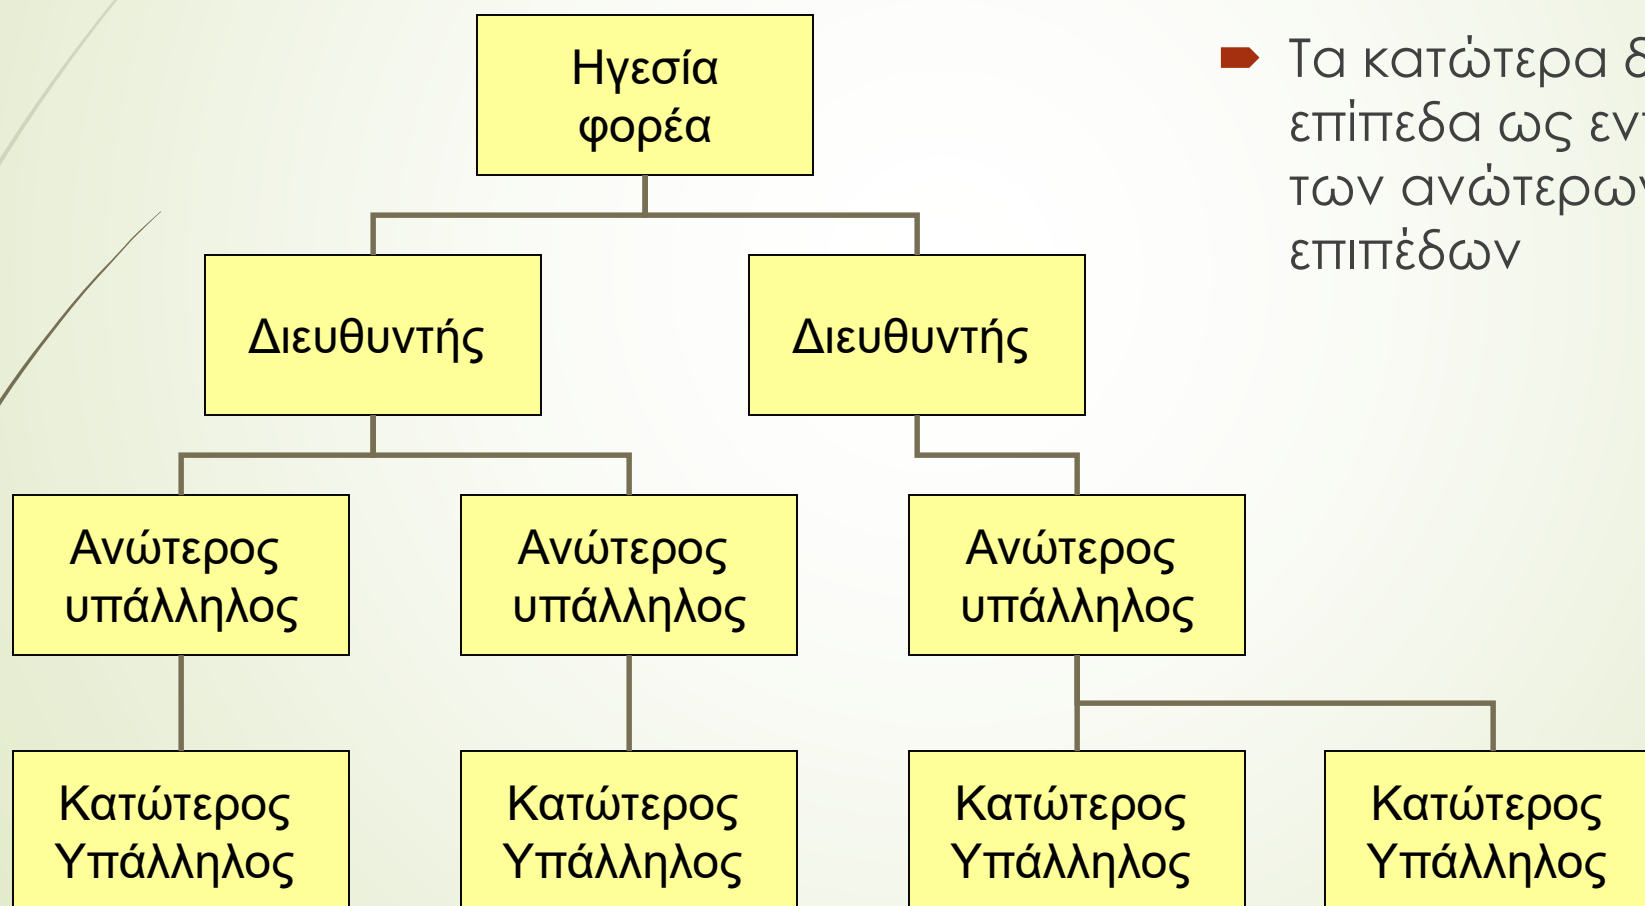 Ηγεσία
φορέα
Διευθυντής
Διευθυντής
Ανώτερος
υπάλληλος
Ανώτερος
υπάλληλος
Ανώτερος
υπάλληλος
Κατώτερος
Υπάλληλος
Κατώτερος
Υπάλληλος
Κατώτερος
Υπάλληλος
Κατώτερος
Υπάλληλος
Τα κατώτερα
επίπεδα ως
των ανώτερων
επιπέδων